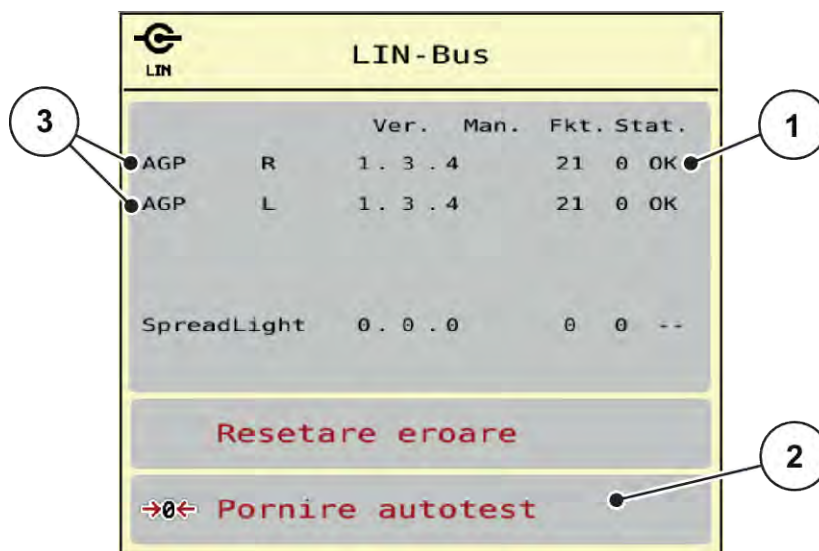 LIN
LIN-Bus
Ver. Man. Fkt. Stat.
AGP R 1.3.4 21 0 OK
AGP L 1.3.4 21 0 OK
SpreadLight 0.0.0 0 0 --
Resetare eroare
→0← Pornire autotest
3
1
2